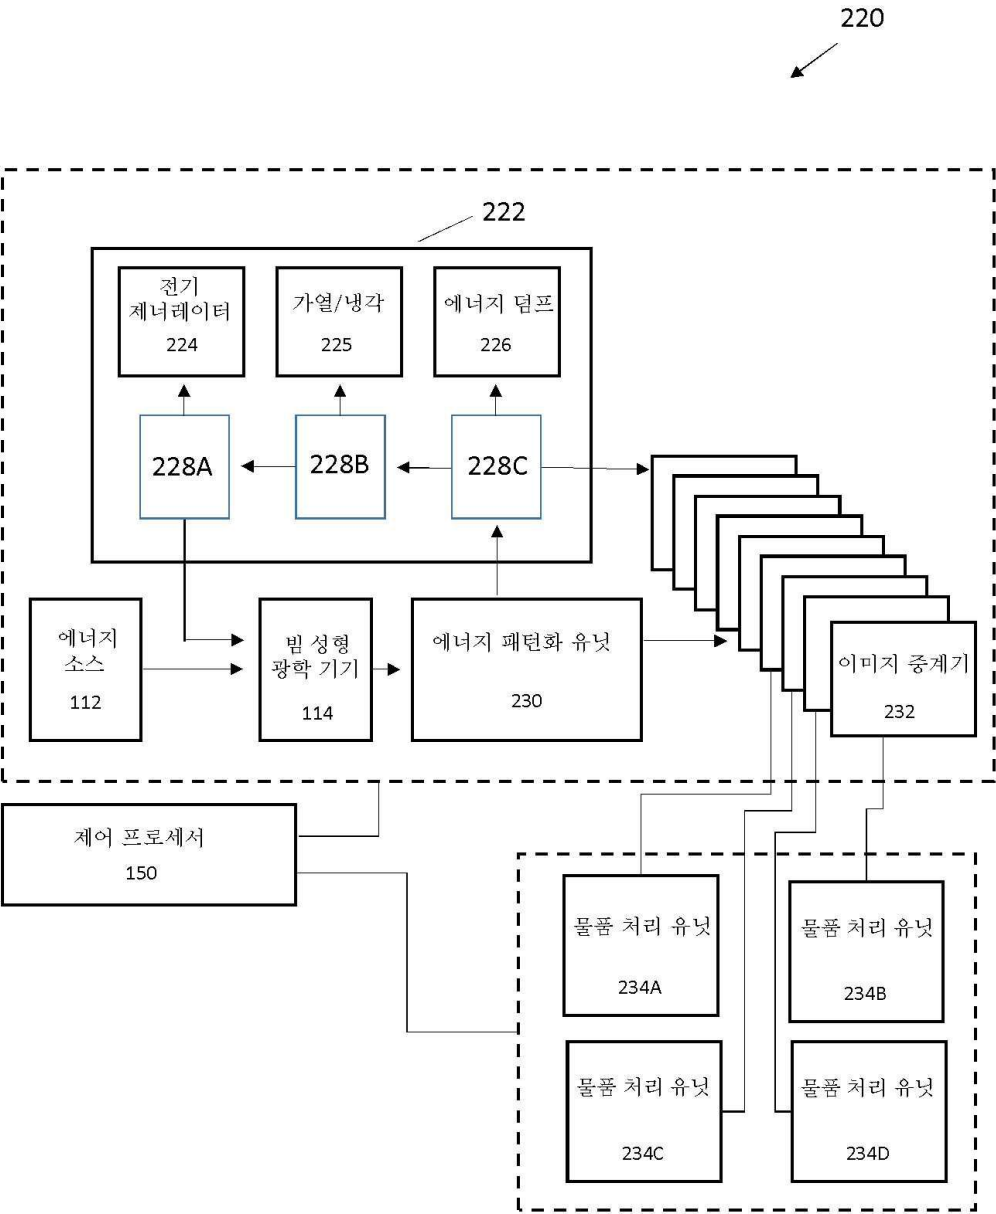 220
222
전기
제너레이터
224
가열/냉각
225
에너지 덤프
226
228A
228B
228C
에너지
소스
112
빔 성형
광학 기기
114
에너지 패턴화 유닛
230
이미지 중계기
232
제어 프로세서
150
물품 처리 유닛
234A
물품 처리 유닛
234B
물품 처리 유닛
234C
물품 처리 유닛
234D